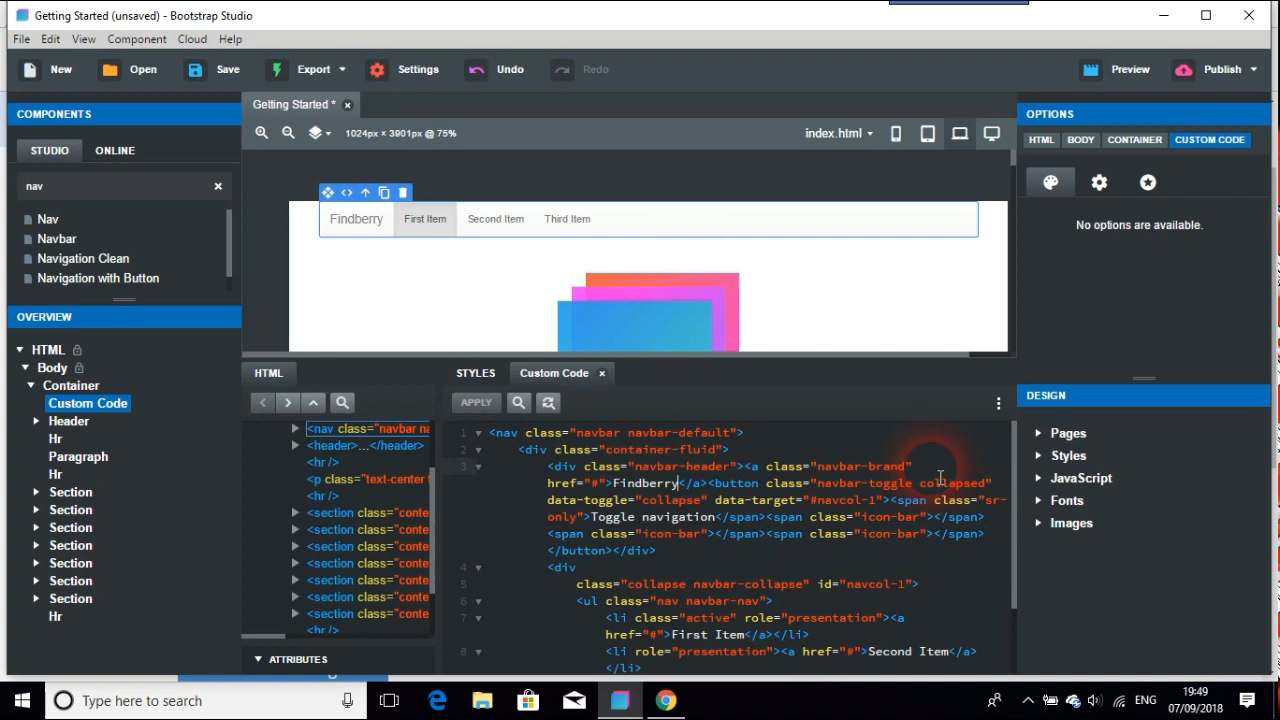 Getting Started (unsaved) - Bootstrap Studio
File Edit View Component Cloud Help
New Open Save Export Settings Undo Redo Preview Publish
COMPONENTS
STUDIO ONLINE
nav
Nav
Navbar
Navigation Clean
Navigation with Button
OVERVIEW
HTML
Body
Container
Custom Code
Header
Hr
Paragraph
Hr
Section
Section
Section
Section
Section
Section
Section
Hr
Getting Started *
1024px × 3901px @ 75%
index.html
Findberry First Item Second Item Third Item
HTML
<nav class="navbar na
<header>...</header>
<hr />
<p class="text-center
<hr />
<section class="conte
<section class="conte
<section class="conte
<section class="conte
<section class="conte
<section class="conte
<section class="conte
<hr />
ATTRIBUTES
STYLES Custom Code
APPLY
1 <nav class="navbar navbar-default">
2 <div class="container-fluid">
3 <div class="navbar-header"><a class="navbar-brand"
href="#">Findberry</a><button class="navbar-toggle collapsed"
data-toggle="collapse" data-target="#navcol-1"><span class="sr-
only">Toggle navigation</span><span class="icon-bar"></span>
<span class="icon-bar"></span><span class="icon-bar"></span>
</button></div>
4 <div
5 class="collapse navbar-collapse" id="navcol-1">
6 <ul class="nav navbar-nav">
7 <li class="active" role="presentation"><a
href="#">First Item</a></li>
8 <li role="presentation"><a href="#">Second Item</a>
</li>
OPTIONS
HTML BODY CONTAINER CUSTOM CODE
No options are available.
DESIGN
Pages
Styles
JavaScript
Fonts
Images
Type here to search
ENG
19:49
07/09/2018